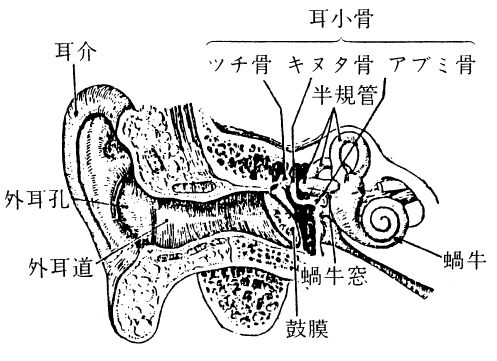 耳小骨
耳介
ツチ骨 キヌタ骨 アブミ骨
半規管
外耳孔
外耳道
蝸牛
蝸牛窓
鼓膜